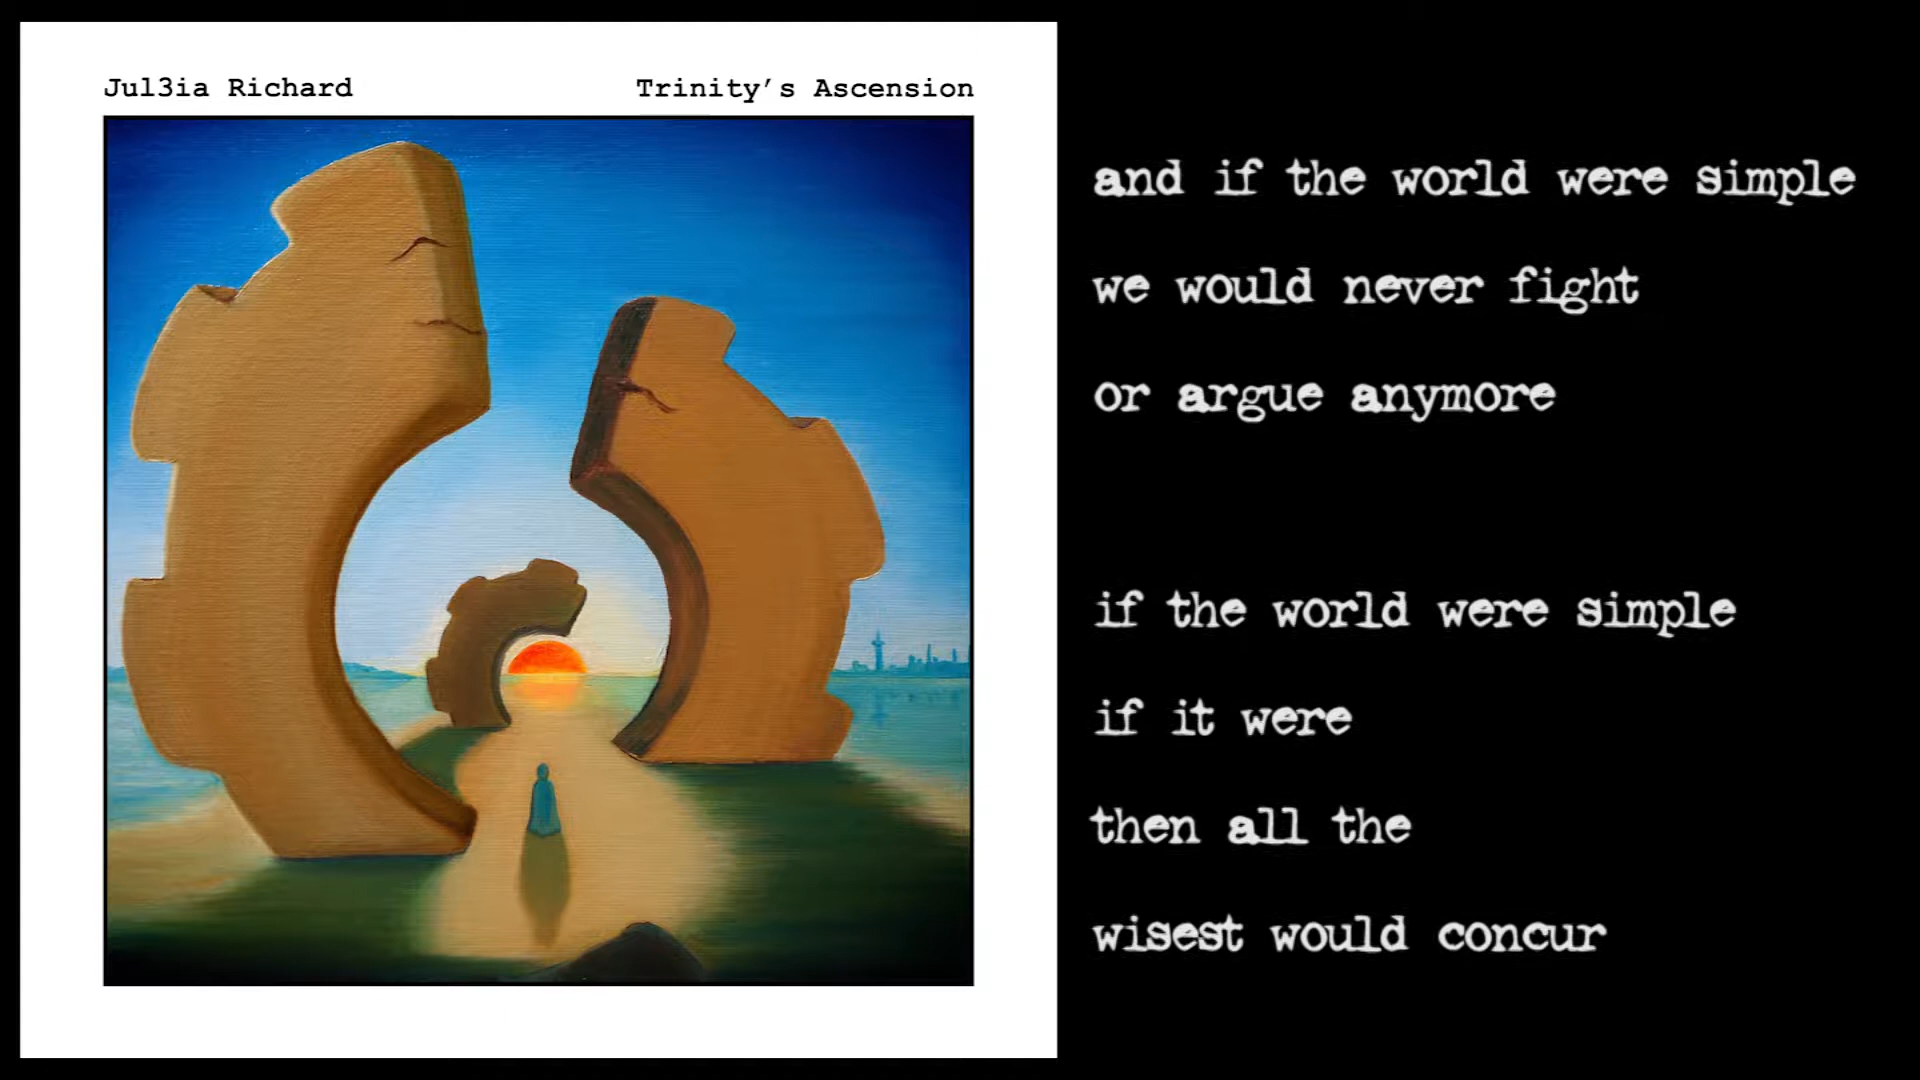 Jul3ia Richard
Trinity’s Ascension
and if the world were simple
we would never fight
or argue anymore
if the world were simple
if it were
then all the
wisest would concur